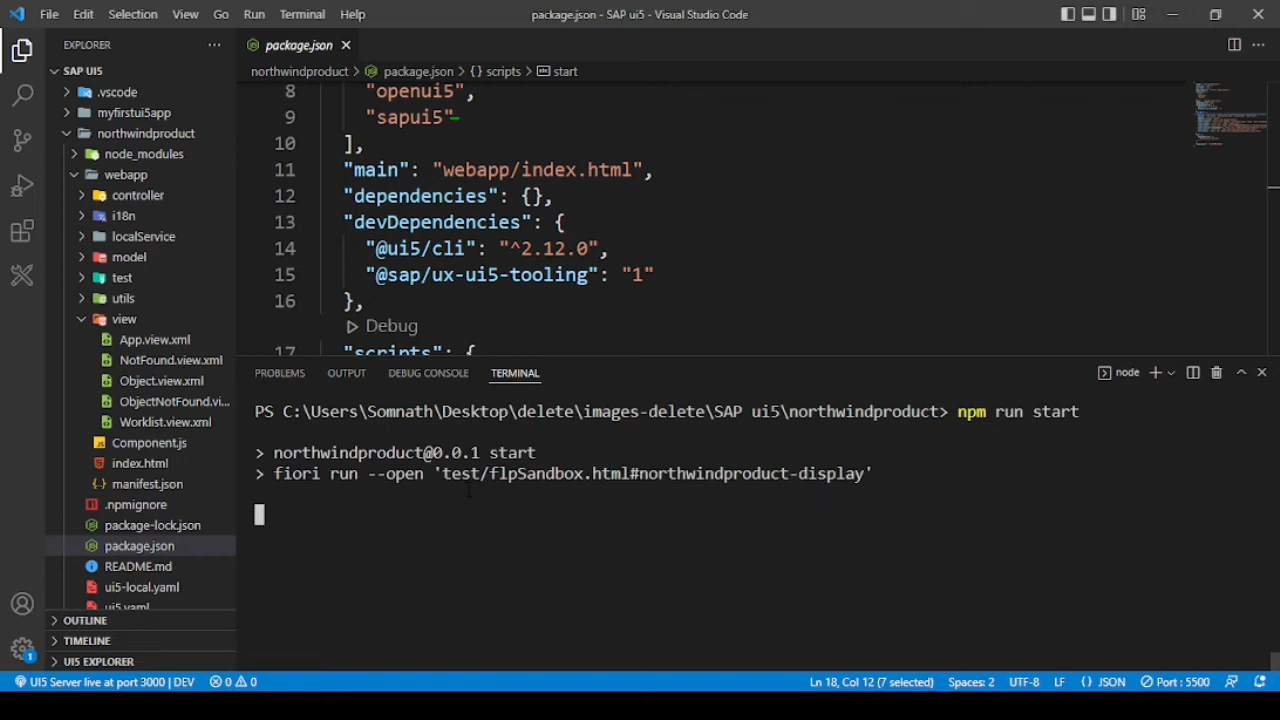 File Edit Selection View Go Run Terminal Help
package.json - SAP ui5 - Visual Studio Code
EXPLORER
SAP UI5
.vscode
myfirstui5app
northwindproduct
node_modules
webapp
controller
i18n
localService
model
test
utils
view
App.view.xml
NotFound.view.xml
Object.view.xml
ObjectNotFound.vi...
Worklist.view.xml
Component.js
index.html
manifest.json
.npmignore
package-lock.json
package.json
README.md
ui5-local.yaml
ui5.yaml
OUTLINE
TIMELINE
UI5 EXPLORER
package.json
northwindproduct > package.json > {} scripts > start
8 "openui5",
9 "sapui5"
10 ],
11 "main": "webapp/index.html",
12 "dependencies": {},
13 "devDependencies": {
14 "@ui5/cli": "^2.12.0",
15 "@sap/ux-ui5-tooling": "1"
16 },
Debug
17 "scripts": {
PROBLEMS OUTPUT DEBUG CONSOLE TERMINAL
node
PS C:\Users\Somnath\Desktop\delete\images-delete\SAP ui5\northwindproduct> npm run start
> northwindproduct@0.0.1 start
> fiori run --open 'test/flpSandbox.html#northwindproduct-display'
1
UI5 Server live at port 3000 | DEV 0 0
Ln 18, Col 12 (7 selected) Spaces: 2 UTF-8 LF {} JSON Port : 5500